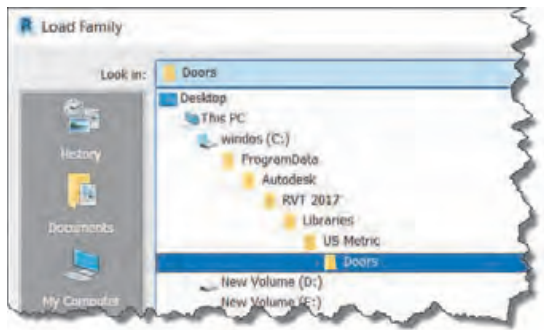 R Load Family
Look in: Doors
Desktop
This PC
windos (C:)
History
ProgramData
Autodesk
RVT 2017
Documents
Libraries
US Metric
Doors
New Volume (D:)
My Computer
New Volume (E:)